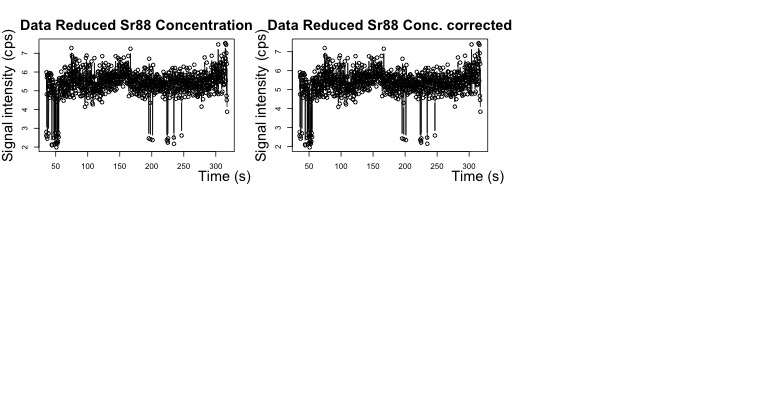 Data Reduced Sr88 Concentration
Signal intensity (cps)
7
6
5
4
3
2
50 100 150 200 250 300
Time (s)
Data Reduced Sr88 Conc. corrected
Signal intensity (cps)
7
6
5
4
3
2
50 100 150 200 250 300
Time (s)